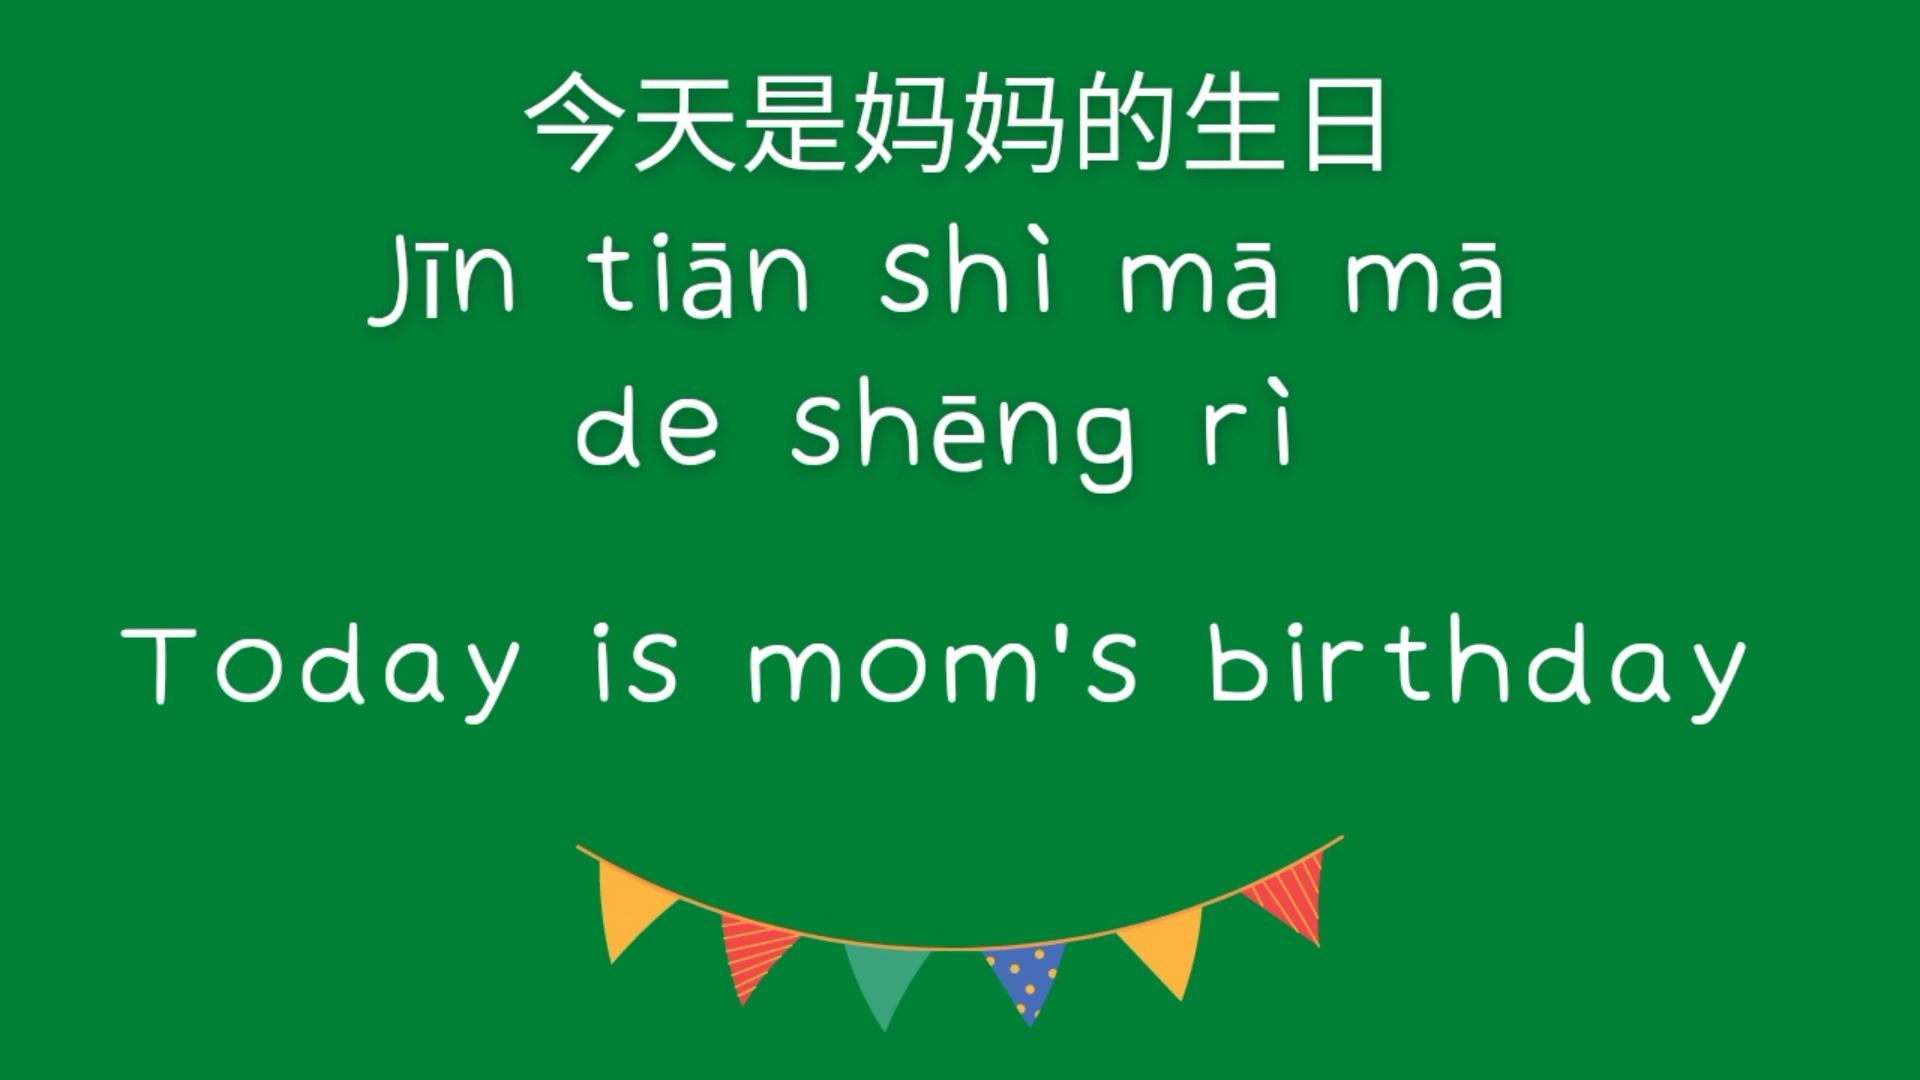 今天是妈妈的生日
Jīn tiān shì mā mā
de shēng rì
Today is mom's birthday